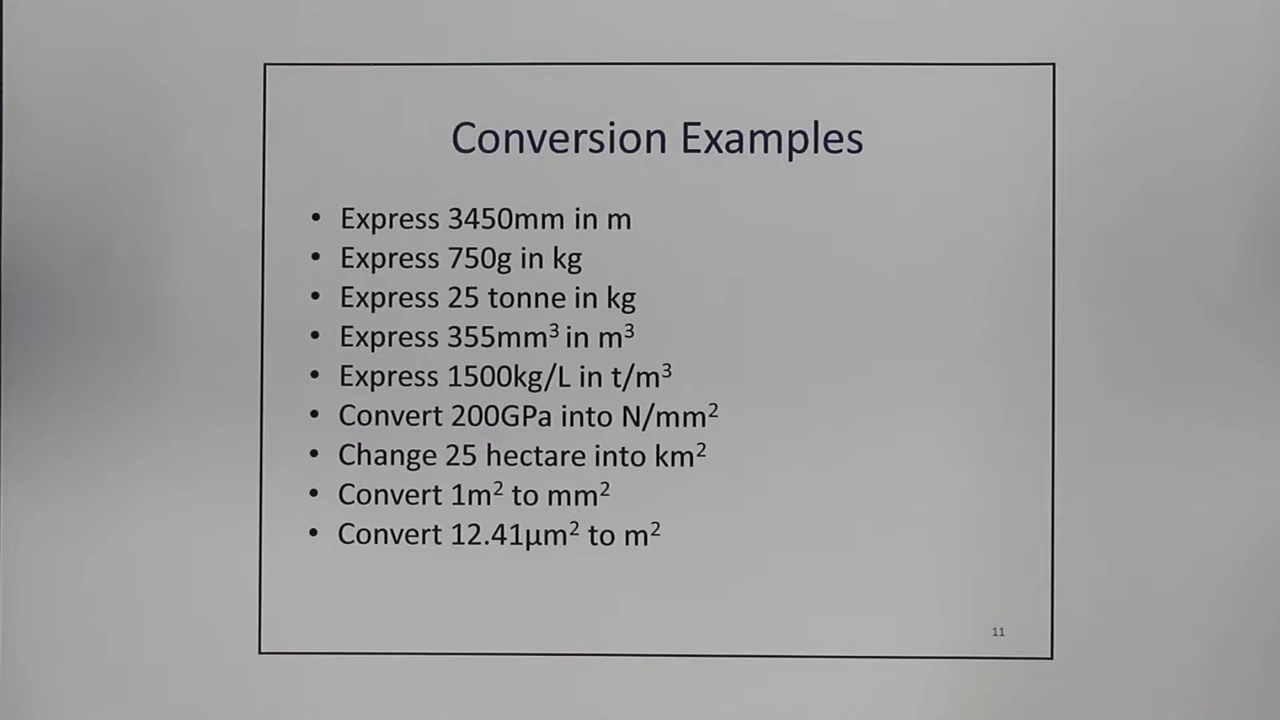 Conversion Examples
• Express 3450mm in m
• Express 750g in kg
• Express 25 tonne in kg
• Express 355mm³ in m³
• Express 1500kg/L in t/m³
• Convert 200GPa into N/mm²
• Change 25 hectare into km²
• Convert 1m² to mm²
• Convert 12.41µm² to m²
11